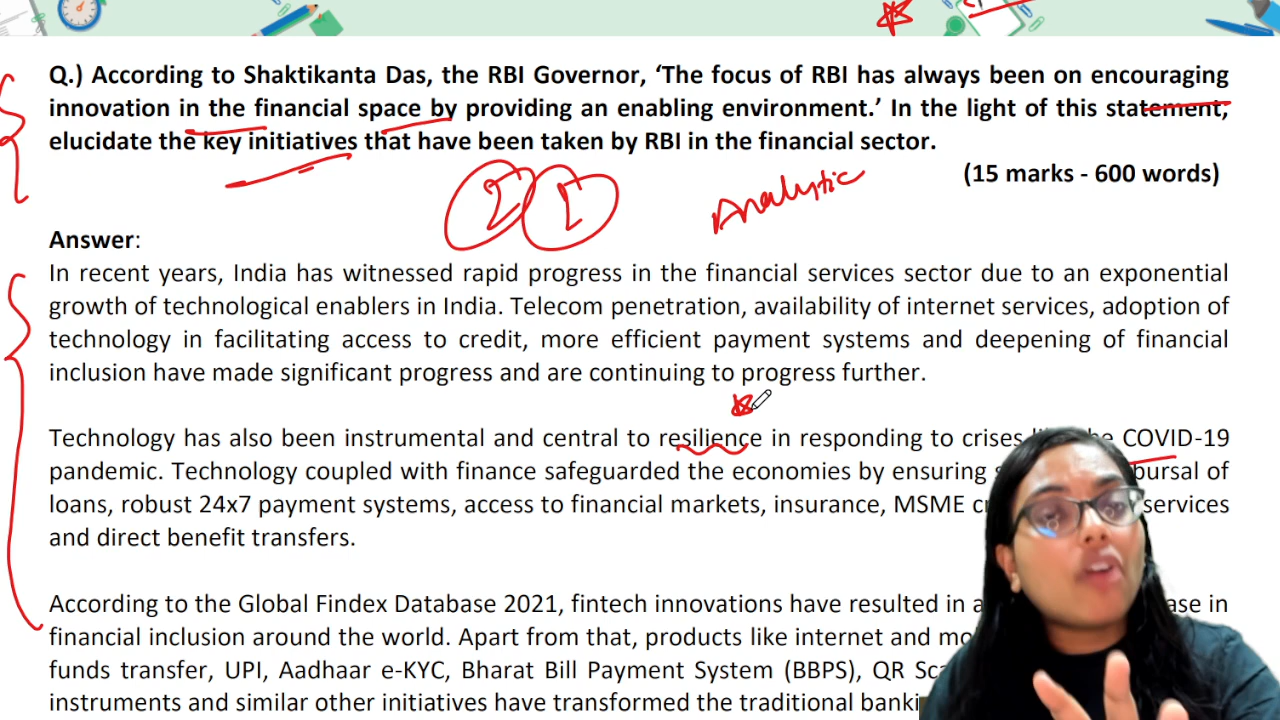 Q.) According to Shaktikanta Das, the RBI Governor, ‘The focus of RBI has always been on encouraging
innovation in the financial space by providing an enabling environment.’ In the light of this statement,
elucidate the key initiatives that have been taken by RBI in the financial sector.
(15 marks - 600 words)
2 1 Analytic
Answer:
In recent years, India has witnessed rapid progress in the financial services sector due to an exponential
growth of technological enablers in India. Telecom penetration, availability of internet services, adoption of
technology in facilitating access to credit, more efficient payment systems and deepening of financial
inclusion have made significant progress and are continuing to progress further.
Technology has also been instrumental and central to resilience in responding to crises the COVID-19
pandemic. Technology coupled with finance safeguarded the economies by ensuring of
loans, robust 24x7 payment systems, access to financial markets, insurance, MSME services
and direct benefit transfers.
According to the Global Findex Database 2021, fintech innovations have resulted in in
financial inclusion around the world. Apart from that, products like internet and
funds transfer, UPI, Aadhaar e-KYC, Bharat Bill Payment System (BBPS), QR
instruments and similar other initiatives have transformed the traditional